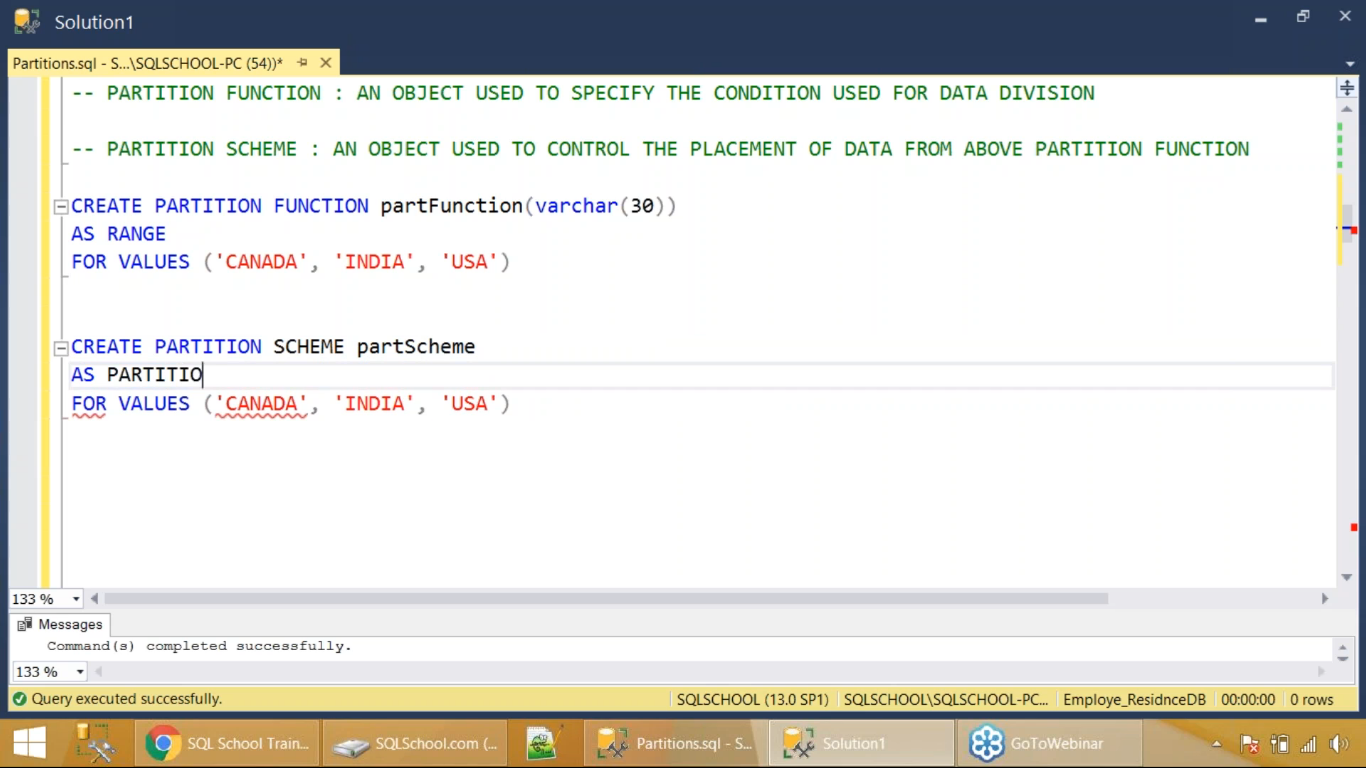 Solution1
Partitions.sql - S...\SQLSCHOOL-PC (54))*
-- PARTITION FUNCTION : AN OBJECT USED TO SPECIFY THE CONDITION USED FOR DATA DIVISION
-- PARTITION SCHEME : AN OBJECT USED TO CONTROL THE PLACEMENT OF DATA FROM ABOVE PARTITION FUNCTION
CREATE PARTITION FUNCTION partFunction(varchar(30))
AS RANGE
FOR VALUES ('CANADA', 'INDIA', 'USA')
CREATE PARTITION SCHEME partScheme
AS PARTITIO
FOR VALUES ('CANADA', 'INDIA', 'USA')
133 %
Messages
Command(s) completed successfully.
133 %
Query executed successfully. SQLSCHOOL (13.0 SP1) SQLSCHOOL\SQLSCHOOL-PC... Employe_ResidnceDB 00:00:00 0 rows
SQL School Train... SQLSchool.com (... Partitions.sql - S... Solution1 GoToWebinar